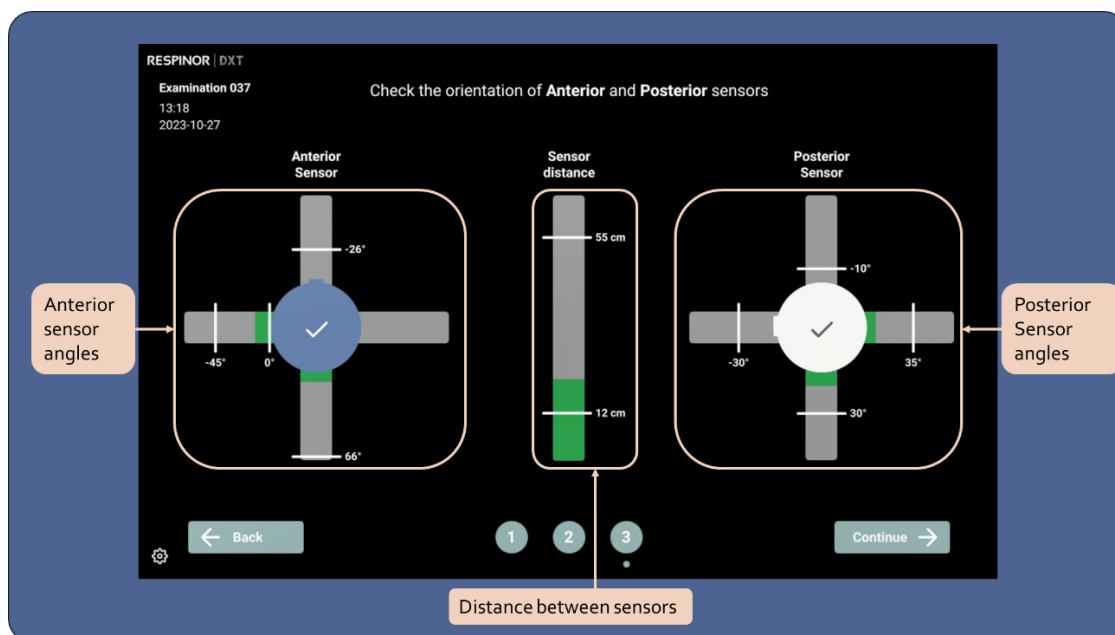 RESPINOR | DXT
Examination 037
13:18
2023-10-27
Check the orientation of Anterior and Posterior sensors
Anterior
Sensor
Sensor
distance
Posterior
Sensor
-26°
-45°
0°
66°
55 cm
12 cm
-10°
-30°
35°
30°
Anterior
sensor
angles
Posterior
Sensor
angles
Back
1
2
3
Continue
Distance between sensors